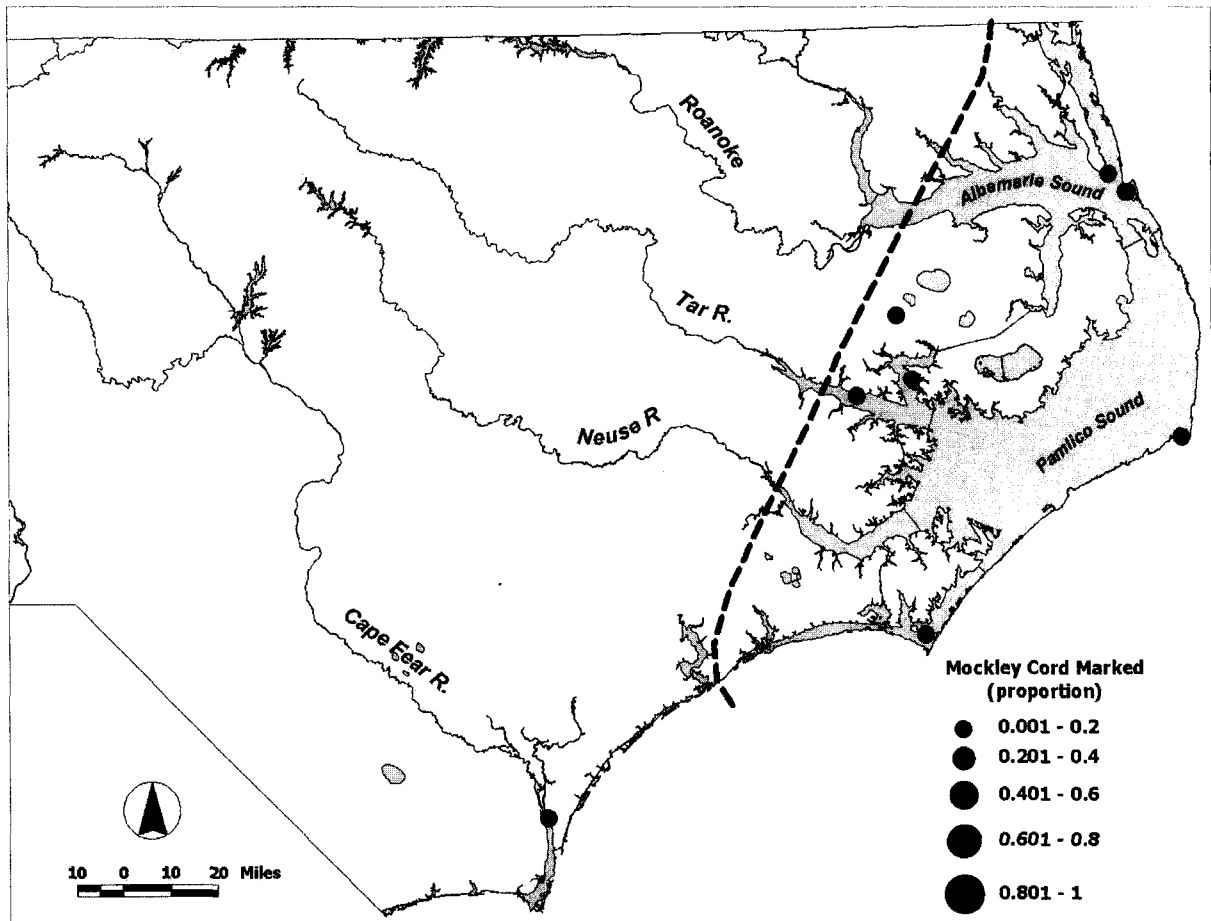 Roanoke
Albemarle Sound
Tar R.
Neuse R
Pamlico Sound
Cape Fear R.
Mockley Cord Marked
(proportion)
0.001 - 0.2
0.201 - 0.4
0.401 - 0.6
0.601 - 0.8
0.801 - 1
10 0 10 20 Miles